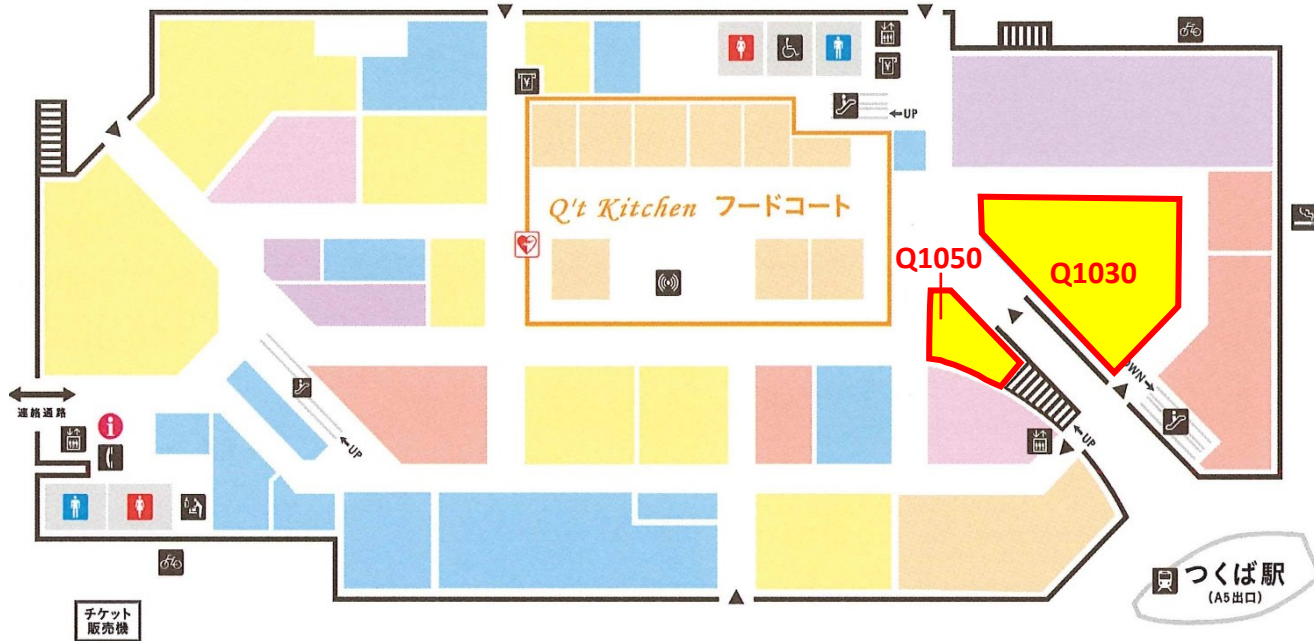 ←UP
Q't Kitchen フードコート
Q1050
Q1030
DOWN→
連絡通路
←UP
←UP
つくば駅
(A5出口)
チケット
販売機